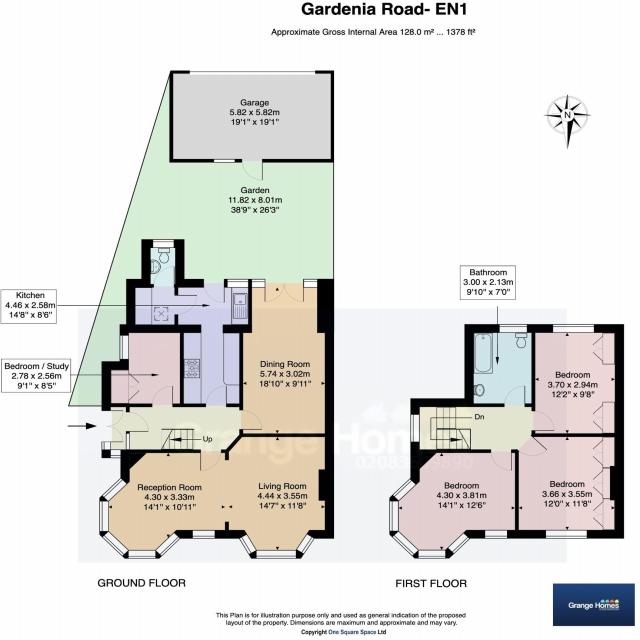 Gardenia Road- EN1
Approximate Gross Internal Area 128.0 m² ... 1378 ft²
Garage
5.82 x 5.82m
19'1" x 19'1"
N
Garden
11.82 x 8.01m
38'9" x 26'3"
Kitchen
4.46 x 2.58m
14'8" x 8'6"
Bathroom
3.00 x 2.13m
9'10" x 7'0"
Bedroom / Study
2.78 x 2.56m
9'1" x 8'5"
Dining Room
5.74 x 3.02m
18'10" x 9'11"
Bedroom
3.70 x 2.94m
12'2" x 9'8"
Up
Dn
Grange Homes
Reception Room
4.30 x 3.33m
14'1" x 10'11"
Living Room
4.44 x 3.55m
14'7" x 11'8"
Bedroom
4.30 x 3.81m
14'1" x 12'6"
Bedroom
3.66 x 3.55m
12'0" x 11'8"
GROUND FLOOR
FIRST FLOOR
Grange Homes
This Plan is for illustration purpose only and used as general indication of the proposed
layout of the property. Dimensions are maximum and approximate and may vary.
Copyright One Square Space Ltd